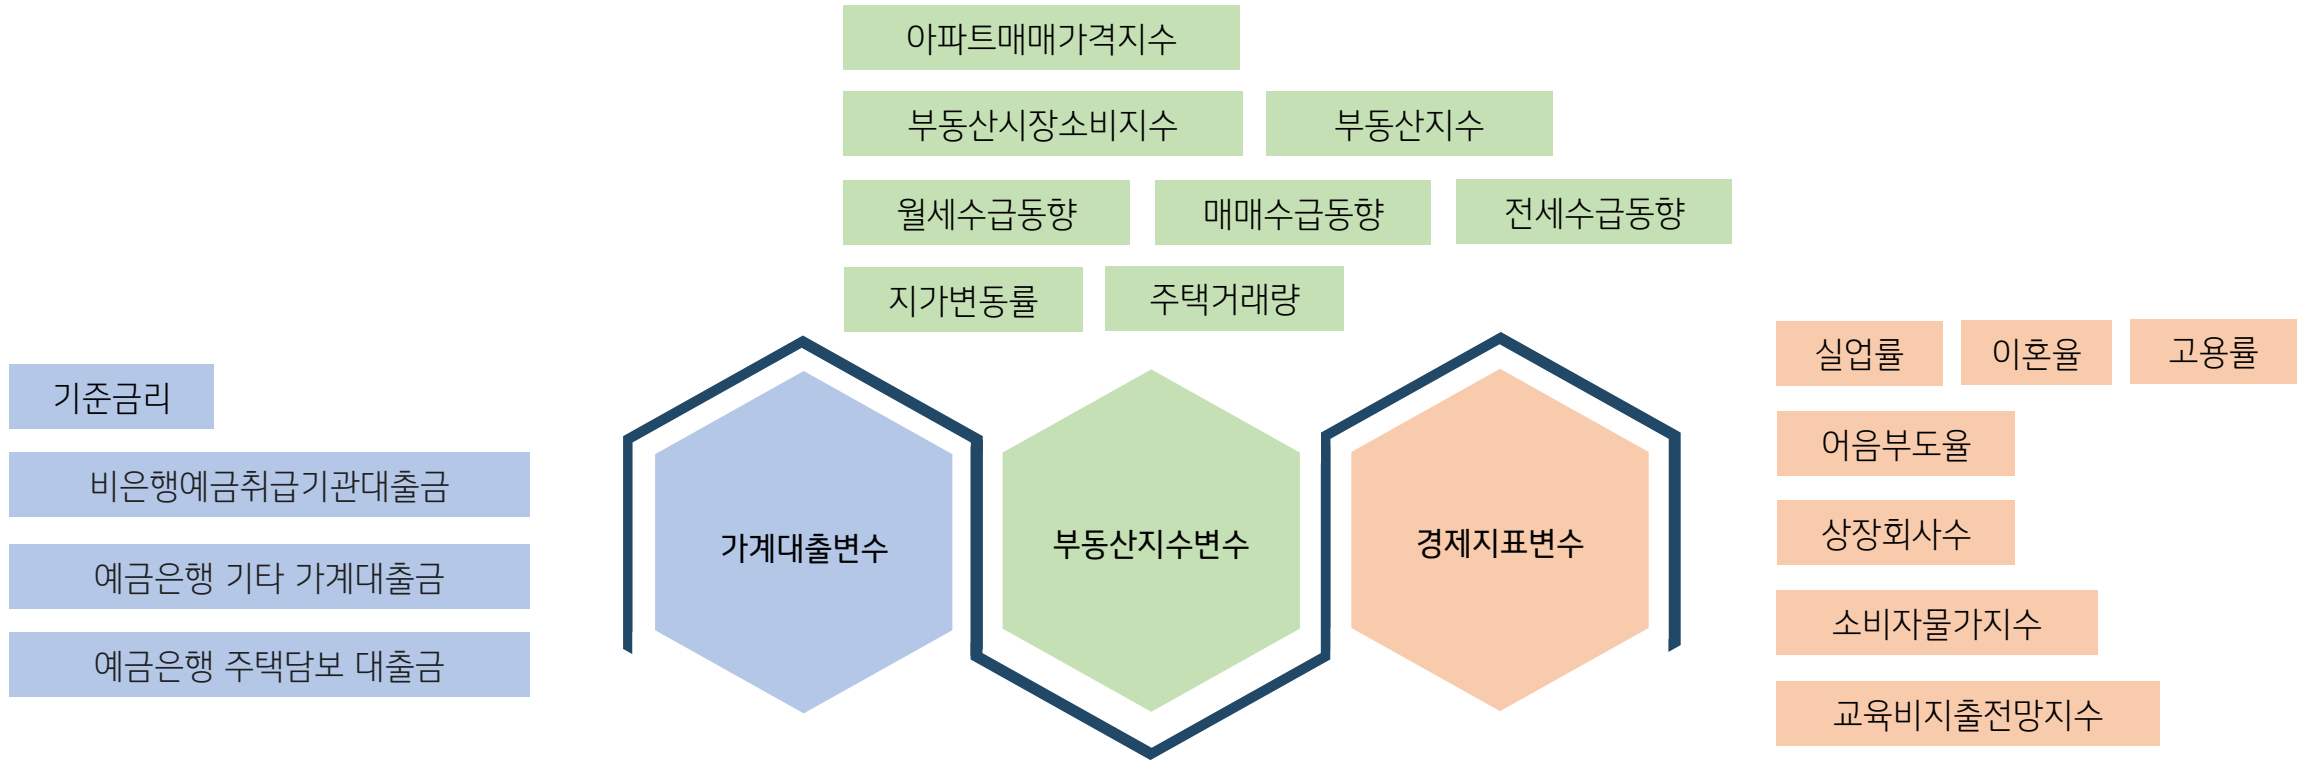 아파트매매가격지수
부동산시장소비지수 부동산지수
월세수급동향 매매수급동향 전세수급동향
지가변동률 주택거래량
기준금리
비은행예금취급기관대출금
예금은행 기타 가계대출금
예금은행 주택담보 대출금
가계대출변수
부동산지수변수
경제지표변수
실업률 이혼율 고용률
어음부도율
상장회사수
소비자물가지수
교육비지출전망지수